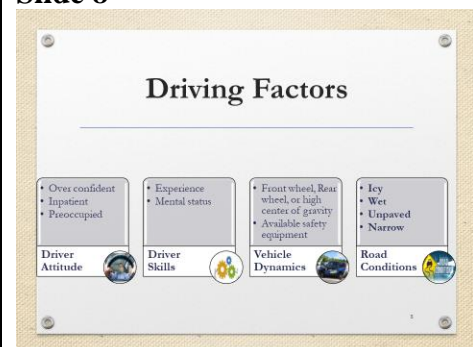 Slide 8
Driving Factors
• Over confident
• Inpatient
• Preoccupied
Driver
Attitude
• Experience
• Mental status
Driver
Skills
• Front wheel, Rear
wheel, or high
center of gravity
• Available safety
equipment
Vehicle
Dynamics
• Icy
• Wet
• Unpaved
• Narrow
Road
Conditions